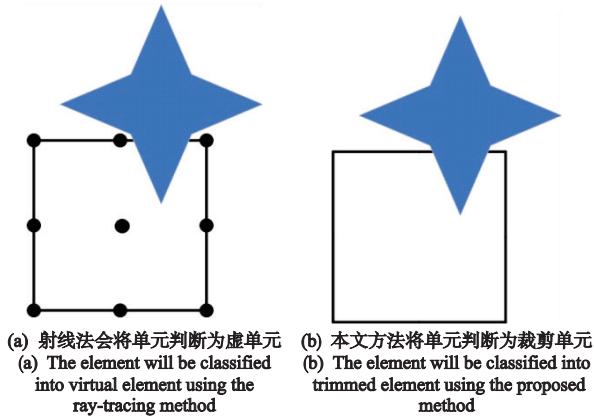 (a) 射线法会将单元判断为虚单元
(a) The element will be classified
into virtual element using the
ray-tracing method
(b) 本文方法将单元判断为裁剪单元
(b) The element will be classified into
trimmed element using the proposed
method